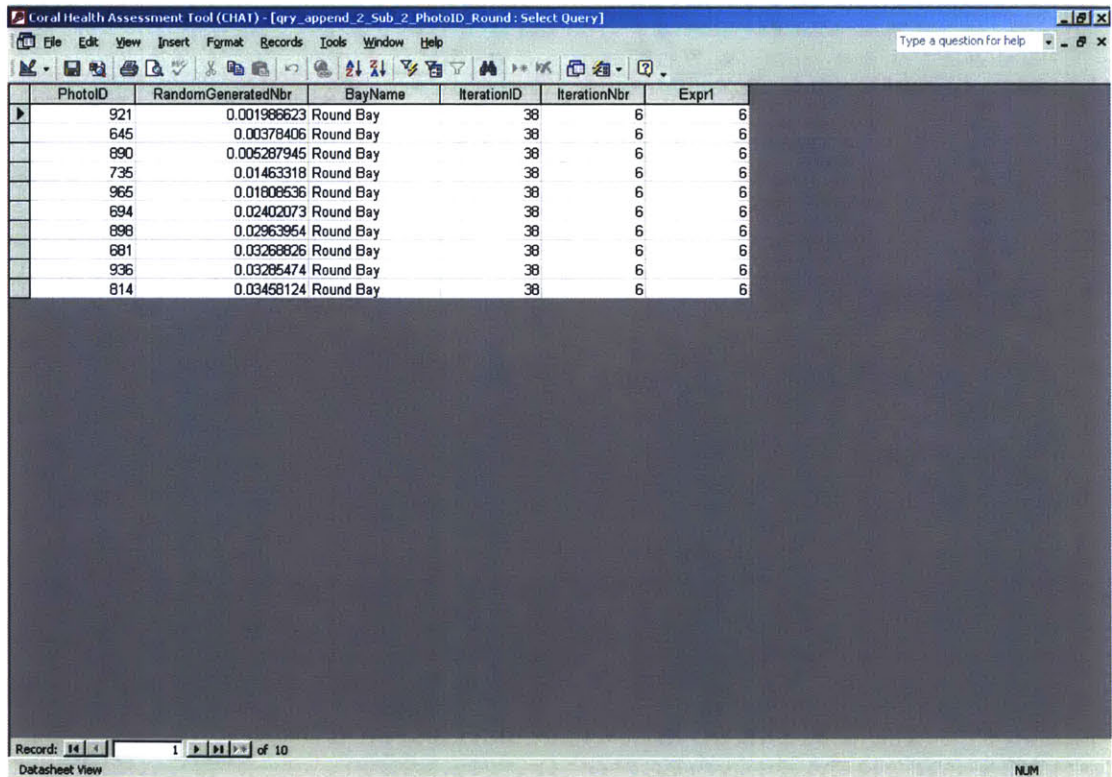 Coral Health Assessment Tool (CHAT) - [qry_append_2_Sub_2_PhotoID_Round : Select Query]
File Edit View Insert Format Records Tools Window Help Type a question for help
PhotoID RandomGeneratedNbr BayName IterationID IterationNbr Expr1
921 0.001986623 Round Bay 38 6 6
645 0.00378406 Round Bay 38 6 6
890 0.005287945 Round Bay 38 6 6
735 0.01463318 Round Bay 38 6 6
965 0.01808536 Round Bay 38 6 6
694 0.02402073 Round Bay 38 6 6
898 0.02963954 Round Bay 38 6 6
681 0.03268826 Round Bay 38 6 6
936 0.03285474 Round Bay 38 6 6
814 0.03458124 Round Bay 38 6 6
Record: 1 of 10
Datasheet View NUM